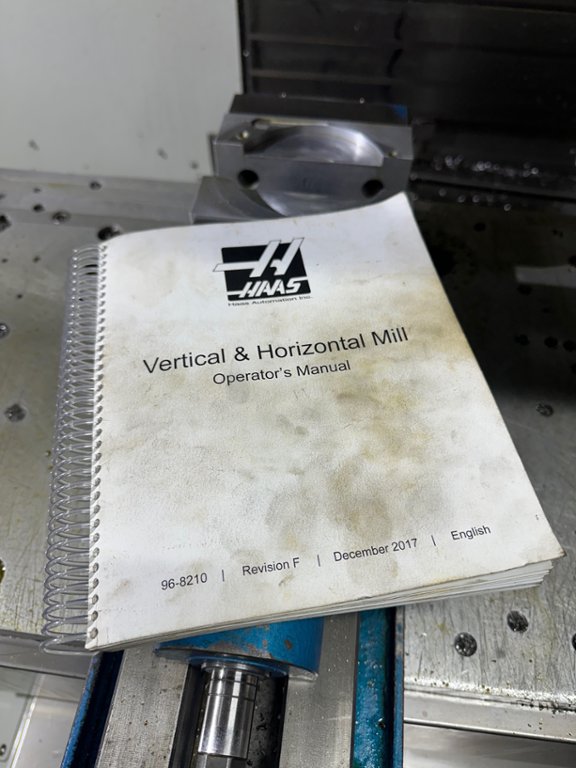 HAAS
Haas Automation Inc.
Vertical & Horizontal Mill
Operator's Manual
96-8210 | Revision F | December 2017 | English